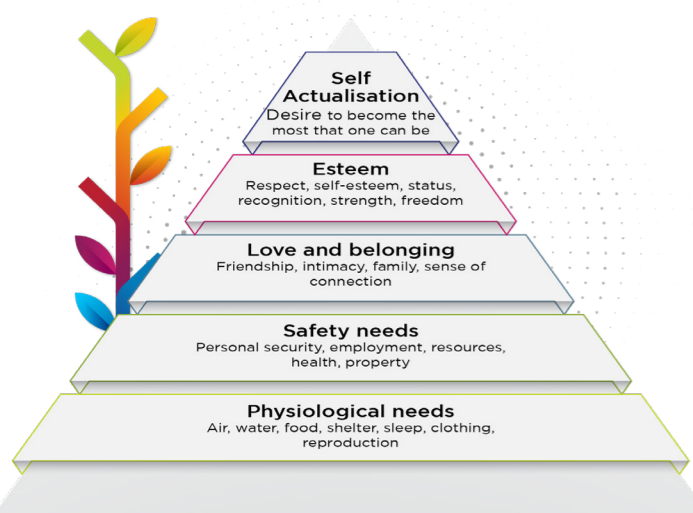 Self
Actualisation
Desire to become the
most that one can be
Esteem
Respect, self-esteem, status,
recognition, strength, freedom
Love and belonging
Friendship, intimacy, family, sense of
connection
Safety needs
Personal security, employment, resources,
health, property
Physiological needs
Air, water, food, shelter, sleep, clothing,
reproduction